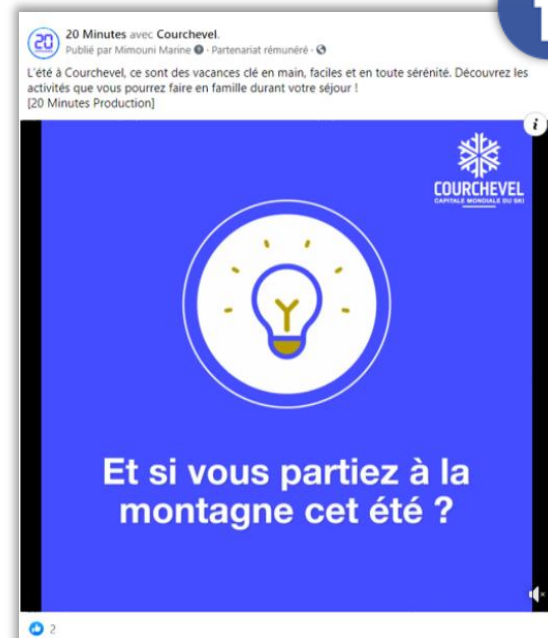 20 Minutes avec Courchevel.
Publié par Mimouni Marine · Partenariat rémunéré ·
L'été à Courchevel, ce sont des vacances clé en main, faciles et en toute sérénité. Découvrez les
activités que vous pourrez faire en famille durant votre séjour !
[20 Minutes Production]
20
i
COURCHEVEL
CAPITALE MONDIALE DU SKI
Et si vous partiez à la
montagne cet été ?
2